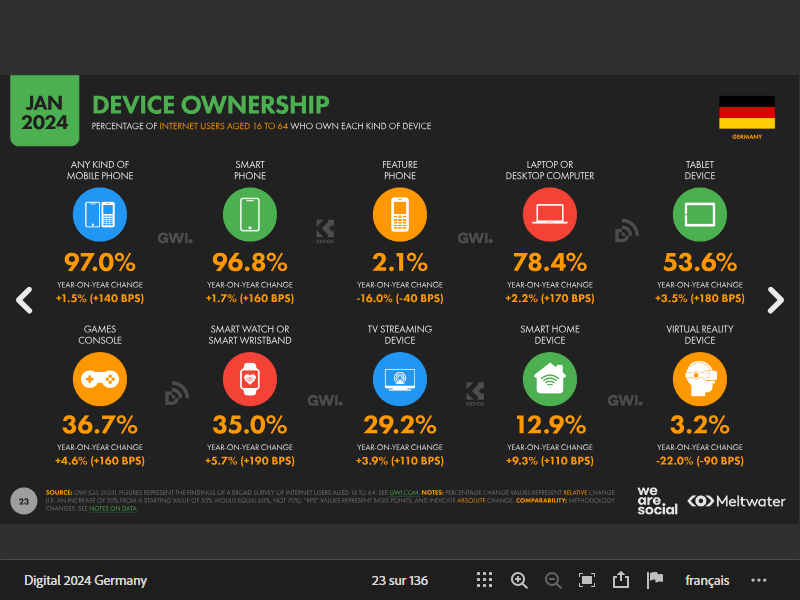 JAN
2024
DEVICE OWNERSHIP
PERCENTAGE OF INTERNET USERS AGED 16 TO 64 WHO OWN EACH KIND OF DEVICE
GERMANY
ANY KIND OF
MOBILE PHONE
97.0%
YEAR-ON-YEAR CHANGE
+1.5% (+140 BPS)
SMART
PHONE
96.8%
YEAR-ON-YEAR CHANGE
+1.7% (+160 BPS)
FEATURE
PHONE
2.1%
YEAR-ON-YEAR CHANGE
-16.0% (-40 BPS)
LAPTOP OR
DESKTOP COMPUTER
78.4%
YEAR-ON-YEAR CHANGE
+2.2% (+170 BPS)
TABLET
DEVICE
53.6%
YEAR-ON-YEAR CHANGE
+3.5% (+180 BPS)
GWI.
KEPIOS
GWI.
GAMES
CONSOLE
36.7%
YEAR-ON-YEAR CHANGE
+4.6% (+160 BPS)
SMART WATCH OR
SMART WRISTBAND
35.0%
YEAR-ON-YEAR CHANGE
+5.7% (+190 BPS)
TV STREAMING
DEVICE
29.2%
YEAR-ON-YEAR CHANGE
+3.9% (+110 BPS)
SMART HOME
DEVICE
12.9%
YEAR-ON-YEAR CHANGE
+9.3% (+110 BPS)
VIRTUAL REALITY
DEVICE
3.2%
YEAR-ON-YEAR CHANGE
-22.0% (-90 BPS)
GWI.
KEPIOS
GWI.
23
SOURCE: GWI (Q3 2023). FIGURES REPRESENT THE FINDINGS OF A BROAD SURVEY OF INTERNET USERS AGED 16 TO 64. SEE GWI.COM. NOTES: PERCENTAGE CHANGE VALUES REPRESENT RELATIVE CHANGE
(I.E. AN INCREASE OF 20% FROM A STARTING VALUE OF 50% WOULD EQUAL 60%, NOT 70%). "BPS" VALUES REPRESENT BASIS POINTS, AND INDICATE ABSOLUTE CHANGE. COMPARABILITY: METHODOLOGY
CHANGES. SEE NOTES ON DATA.
we
are.
social
Meltwater
Digital 2024 Germany
23 sur 136
français